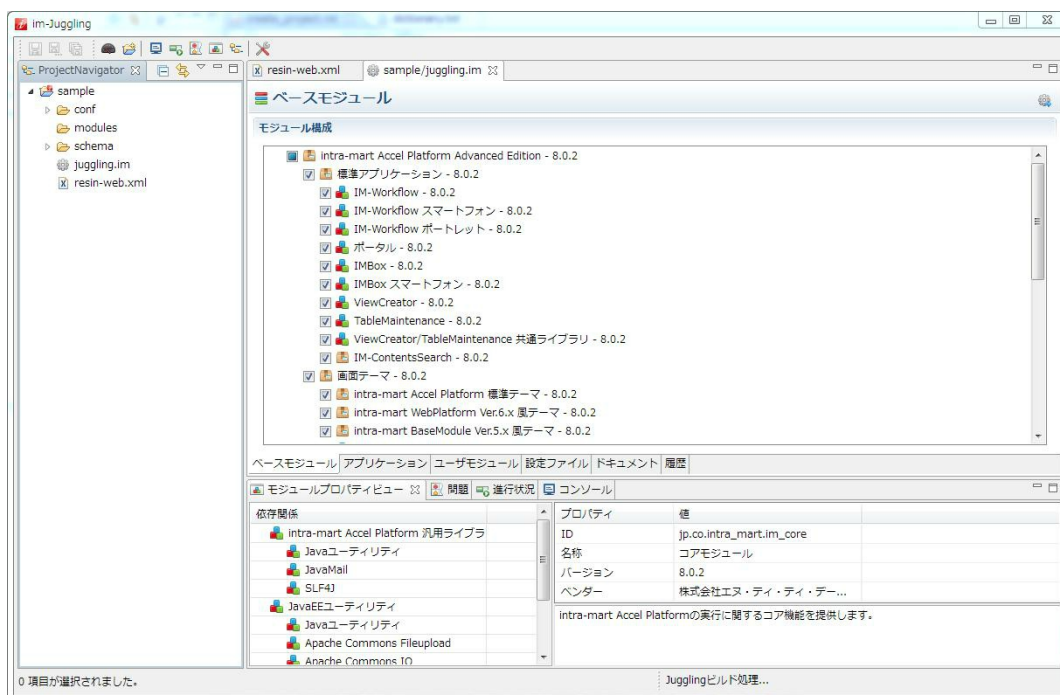 im-Juggling
ProjectNavigator
sample
conf
modules
schema
juggling.im
resin-web.xml
resin-web.xml
sample/juggling.im
ベースモジュール
モジュール構成
intra-mart Accel Platform Advanced Edition - 8.0.2
標準アプリケーション - 8.0.2
IM-Workflow - 8.0.2
IM-Workflow スマートフォン - 8.0.2
IM-Workflow ポートレット - 8.0.2
ポータル - 8.0.2
IMBox - 8.0.2
IMBox スマートフォン - 8.0.2
ViewCreator - 8.0.2
TableMaintenance - 8.0.2
ViewCreator/TableMaintenance 共通ライブラリ - 8.0.2
IM-ContentsSearch - 8.0.2
画面テーマ - 8.0.2
intra-mart Accel Platform 標準テーマ - 8.0.2
intra-mart WebPlatform Ver.6.x 風テーマ - 8.0.2
intra-mart BaseModule Ver.5.x 風テーマ - 8.0.2
ベースモジュール アプリケーション ユーザモジュール 設定ファイル ドキュメント 履歴
モジュールプロパティビュー 問題 進行状況 コンソール
依存関係
intra-mart Accel Platform 汎用ライブラ
Javaユーティリティ
JavaMail
SLF4J
JavaEEユーティリティ
Javaユーティリティ
Apache Commons Fileupload
Apache Commons IO
プロパティ 値
ID jp.co.intra_mart.im_core
名称 コアモジュール
バージョン 8.0.2
ベンダー 株式会社エヌ・ティ・ティ・デー...
intra-mart Accel Platformの実行に関するコア機能を提供します。
0 項目が選択されました。
Jugglingビルド処理...